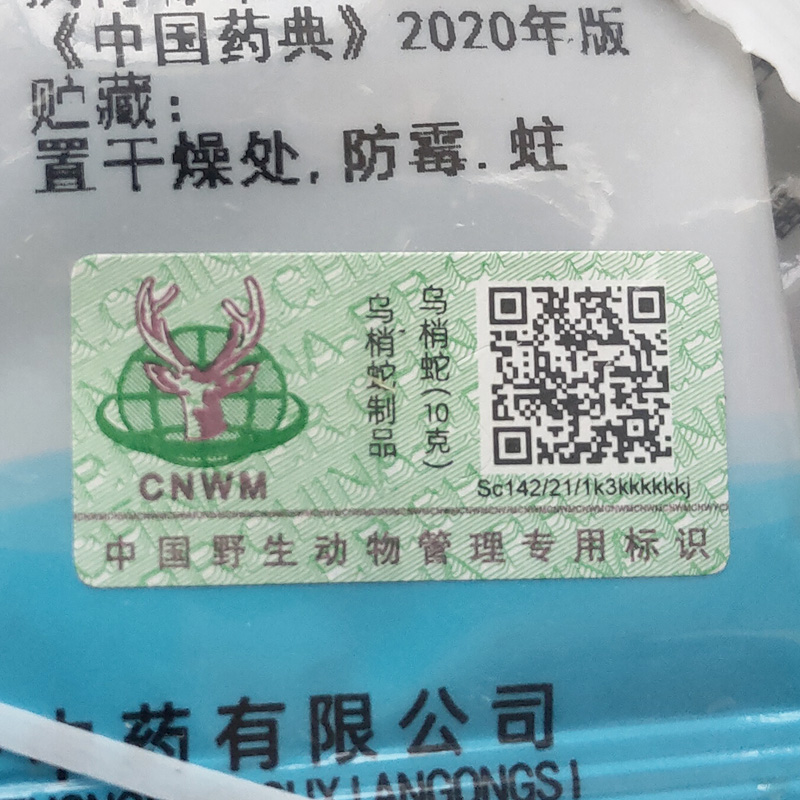 《中国药典》2020年版
贮藏：
置干燥处,防霉.蛀
乌梢蛇(10克)
乌梢蛇制品
CNWM
Sc142/21/1k3kkkkkkj
中国野生动物管理专用标识
中药有限公司